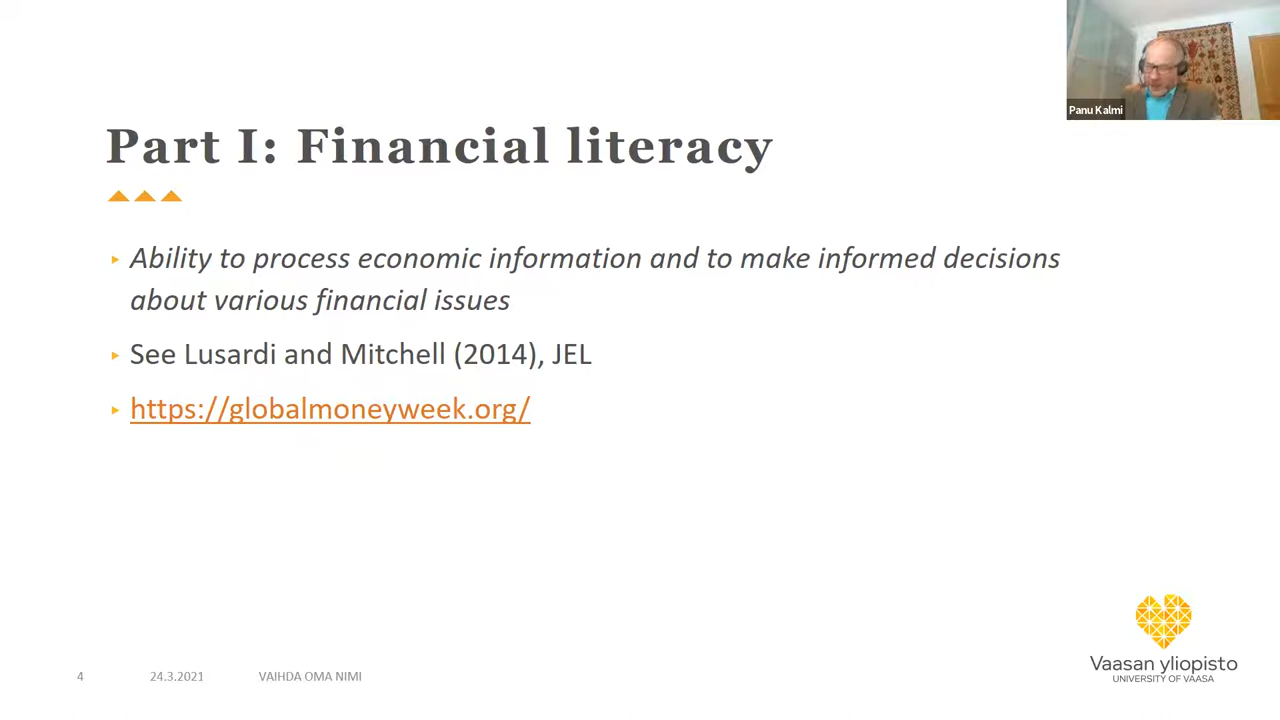 Panu Kalmi
Part I: Financial literacy
Ability to process economic information and to make informed decisions
about various financial issues
See Lusardi and Mitchell (2014), JEL
https://globalmoneyweek.org/
4
24.3.2021
VAIHDA OMA NIMI
Vaasan yliopisto
UNIVERSITY OF VAASA